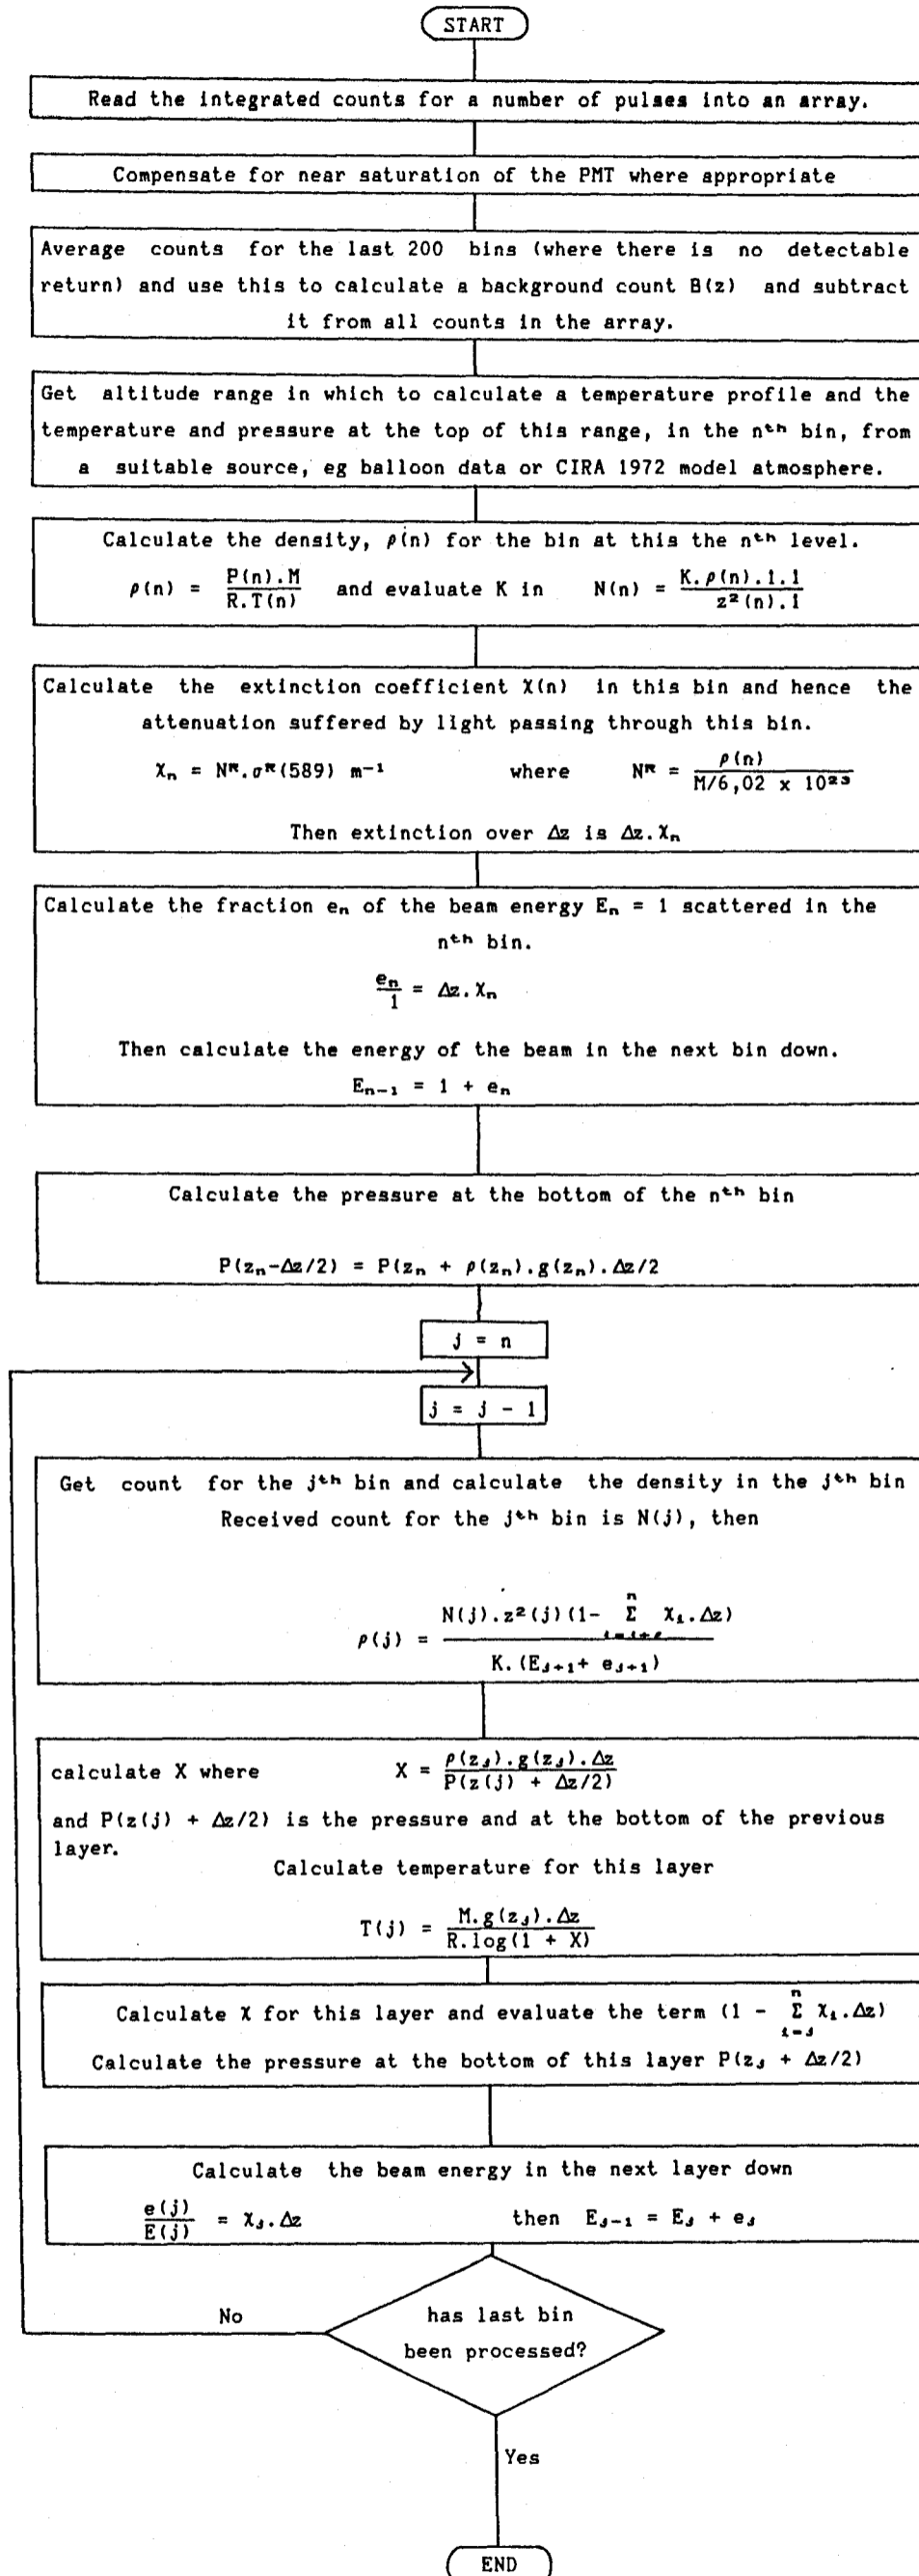 START
Read the integrated counts for a number of pulses into an array.
Compensate for near saturation of the PMT where appropriate
Average counts for the last 200 bins (where there is no detectable
return) and use this to calculate a background count B(z) and subtract
it from all counts in the array.
Get altitude range in which to calculate a temperature profile and the
temperature and pressure at the top of this range, in the nᵗʰ bin, from
a suitable source, eg balloon data or CIRA 1972 model atmosphere.
Calculate the density, ρ(n) for the bin at this the nᵗʰ level.
ρ(n) = P(n).M / R.T(n) and evaluate K in N(n) = K.ρ(n).1.1 / z²(n).1
Calculate the extinction coefficient χ(n) in this bin and hence the
attenuation suffered by light passing through this bin.
χₙ = Nᴿ.σᴿ(589) m⁻¹ where Nᴿ = ρ(n) / M/6,02 x 10²³
Then extinction over Δz is Δz.χₙ
Calculate the fraction eₙ of the beam energy Eₙ = 1 scattered in the
nᵗʰ bin.
eₙ / 1 = Δz.χₙ
Then calculate the energy of the beam in the next bin down.
Eₙ₋₁ = 1 + eₙ
Calculate the pressure at the bottom of the nᵗʰ bin
P(zₙ-Δz/2) = P(zₙ + ρ(zₙ).g(zₙ).Δz/2
j = n
j = j - 1
Get count for the jᵗʰ bin and calculate the density in the jᵗʰ bin
Received count for the jᵗʰ bin is N(j), then
ρ(j) = N(j).z²(j)(1- Σ n χᵢ.Δz) / K.(Eⱼ₊₁+ eⱼ₊₁)
calculate X where X = ρ(zⱼ).g(zⱼ).Δz / P(z(j) + Δz/2)
and P(z(j) + Δz/2) is the pressure and at the bottom of the previous
layer.
Calculate temperature for this layer
T(j) = M.g(zⱼ).Δz / R.log(1 + X)
Calculate χ for this layer and evaluate the term (1 - Σ n i=j χᵢ.Δz)
Calculate the pressure at the bottom of this layer P(zⱼ + Δz/2)
Calculate the beam energy in the next layer down
e(j) / E(j) = χⱼ.Δz then Eⱼ₋₁ = Eⱼ + eⱼ
No
has last bin
been processed?
Yes
END